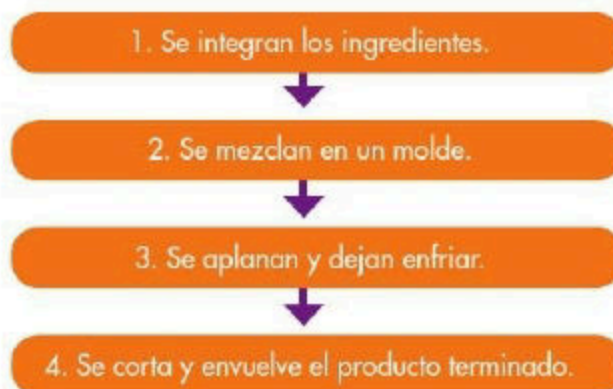 1. Se integran los ingredientes.
2. Se mezclan en un molde.
3. Se aplanan y dejan enfriar.
4. Se corta y envuelve el producto terminado.